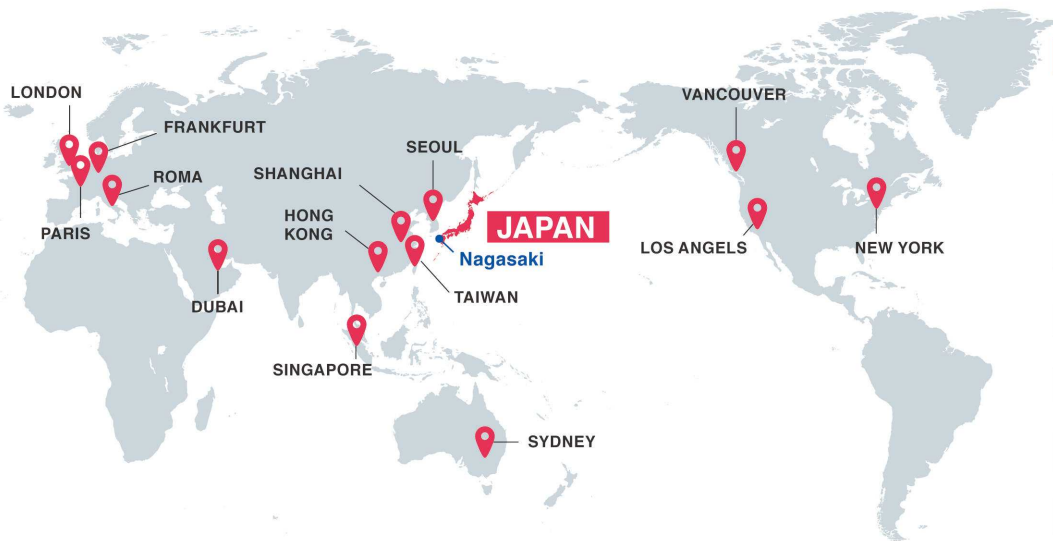 LONDON
FRANKFURT
ROMA
PARIS
DUBAI
SEOUL
SHANGHAI
HONG
KONG
JAPAN
Nagasaki
TAIWAN
SINGAPORE
SYDNEY
VANCOUVER
LOS ANGELS
NEW YORK